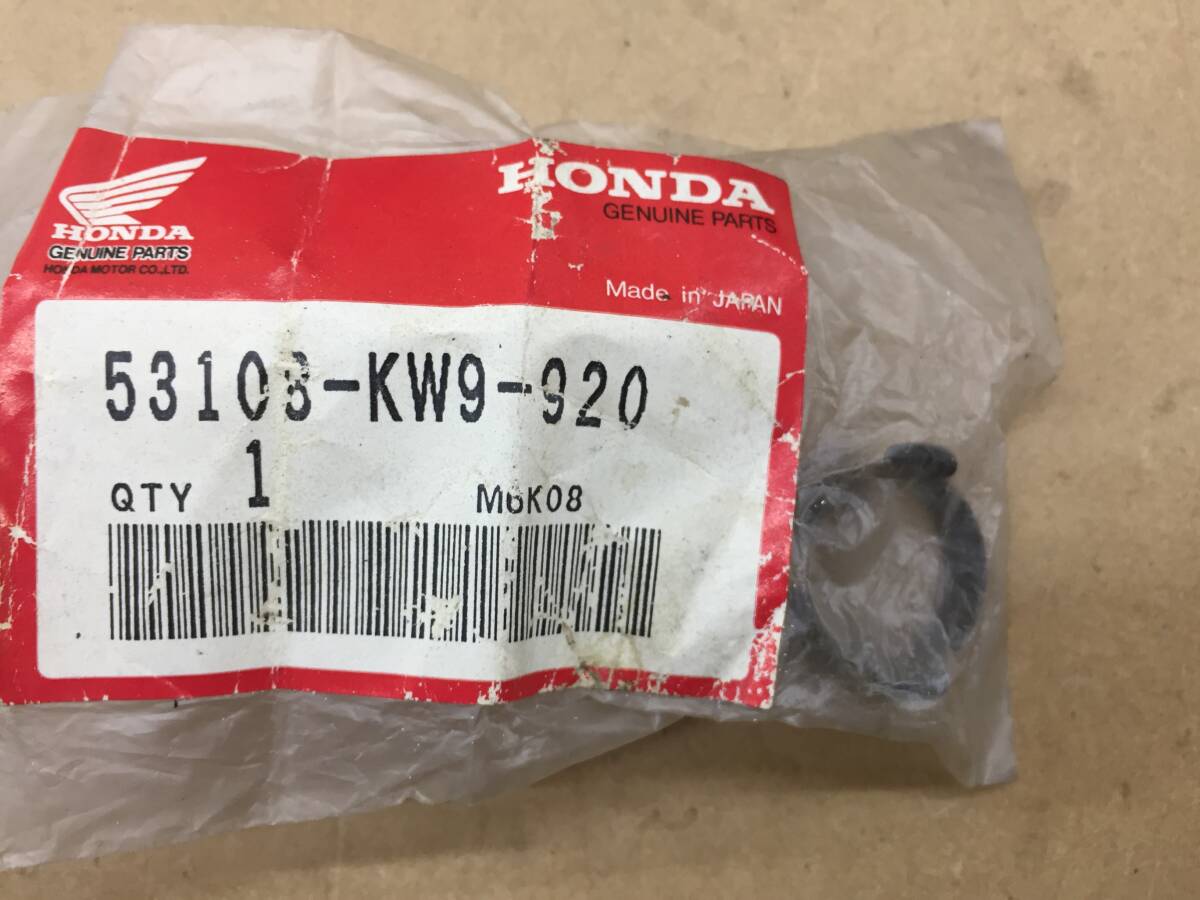 HONDA
GENUINE PARTS
HONDA MOTOR CO.,LTD.
HONDA
GENUINE PARTS
Made in JAPAN
53108-KW9-920
QTY 1
M6K08